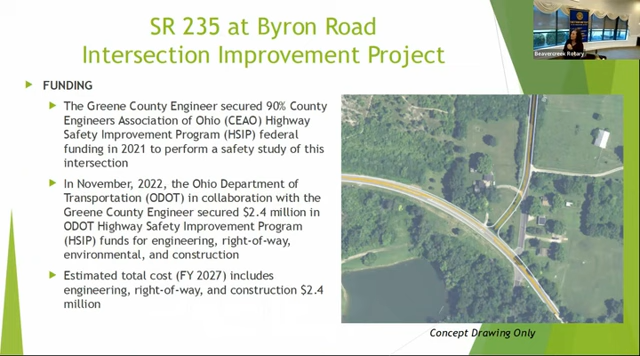 SR 235 at Byron Road
Intersection Improvement Project
FUNDING
The Greene County Engineer secured 90% County
Engineers Association of Ohio (CEAO) Highway
Safety Improvement Program (HSIP) federal
funding in 2021 to perform a safety study of this
intersection
In November, 2022, the Ohio Department of
Transportation (ODOT) in collaboration with the
Greene County Engineer secured $2.4 million in
ODOT Highway Safety Improvement Program
(HSIP) funds for engineering, right-of-way,
environmental, and construction
Estimated total cost (FY 2027) includes
engineering, right-of-way, and construction $2.4
million
Concept Drawing Only
Beavercreek Rotary